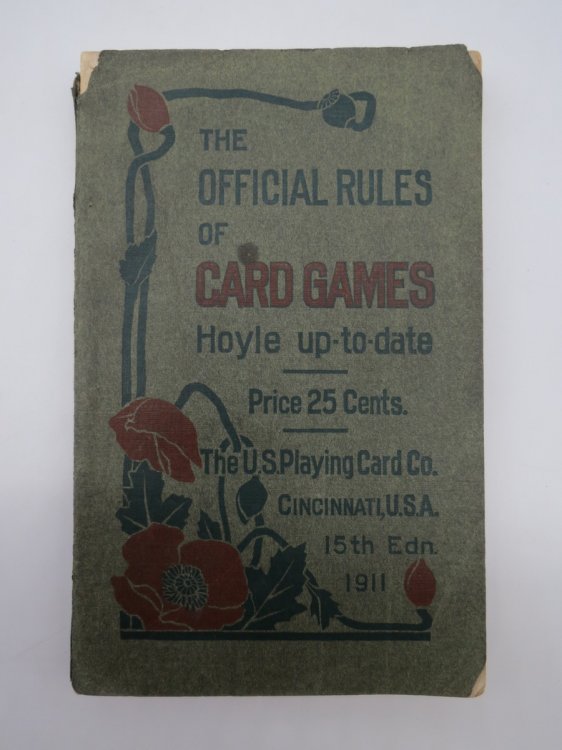 THE
OFFICIAL RULES
OF
CARD GAMES
Hoyle up-to-date
Price 25 Cents.
The U.S. Playing Card Co.
CINCINNATI, U.S.A.
15th Edn.
1911